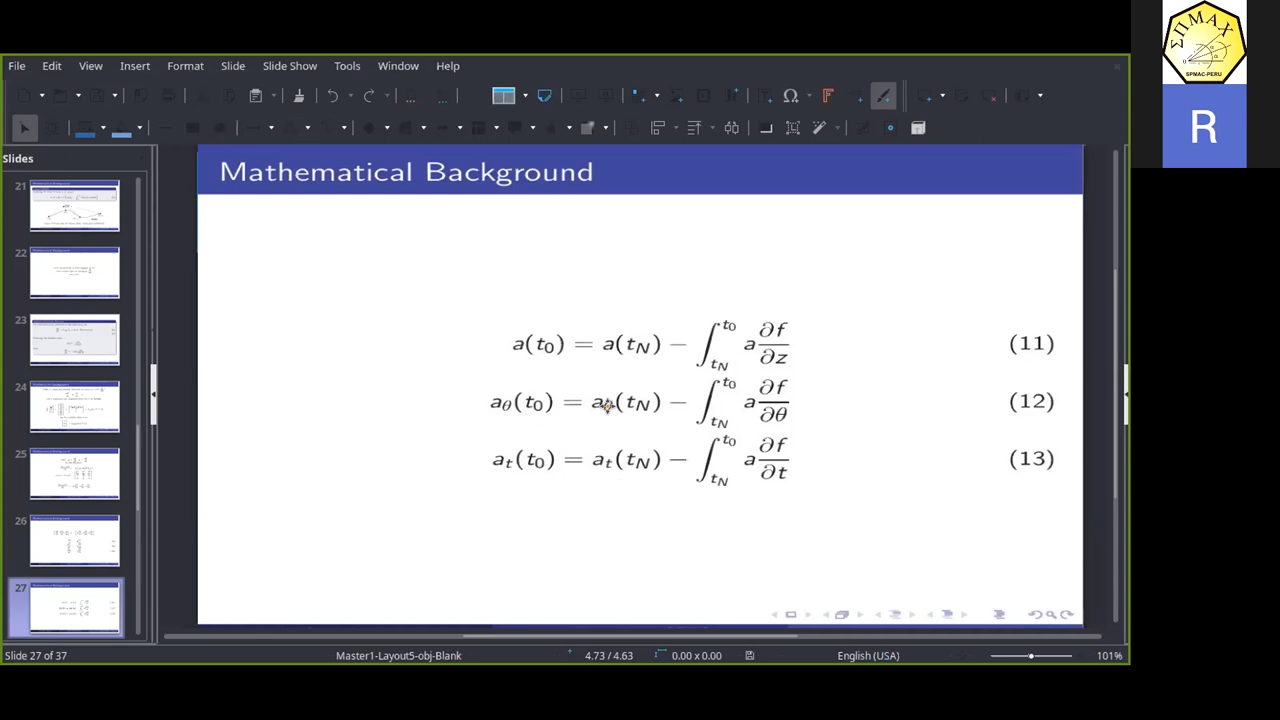 File Edit View Insert Format Slide Slide Show Tools Window Help
Slides
21
22
23
24
25
26
27
Mathematical Background
a(t₀) = a(t_N) − ∫_{t_N}^{t₀} a ∂f/∂z (11)
a_θ(t₀) = a_θ(t_N) − ∫_{t_N}^{t₀} a ∂f/∂θ (12)
a_t(t₀) = a_t(t_N) − ∫_{t_N}^{t₀} a ∂f/∂t (13)
Slide 27 of 37 Master1-Layout5-obj-Blank 4.73 / 4.63 0.00 x 0.00 English (USA) 101%
ΣΠMAX
SPMAC-PERU
R